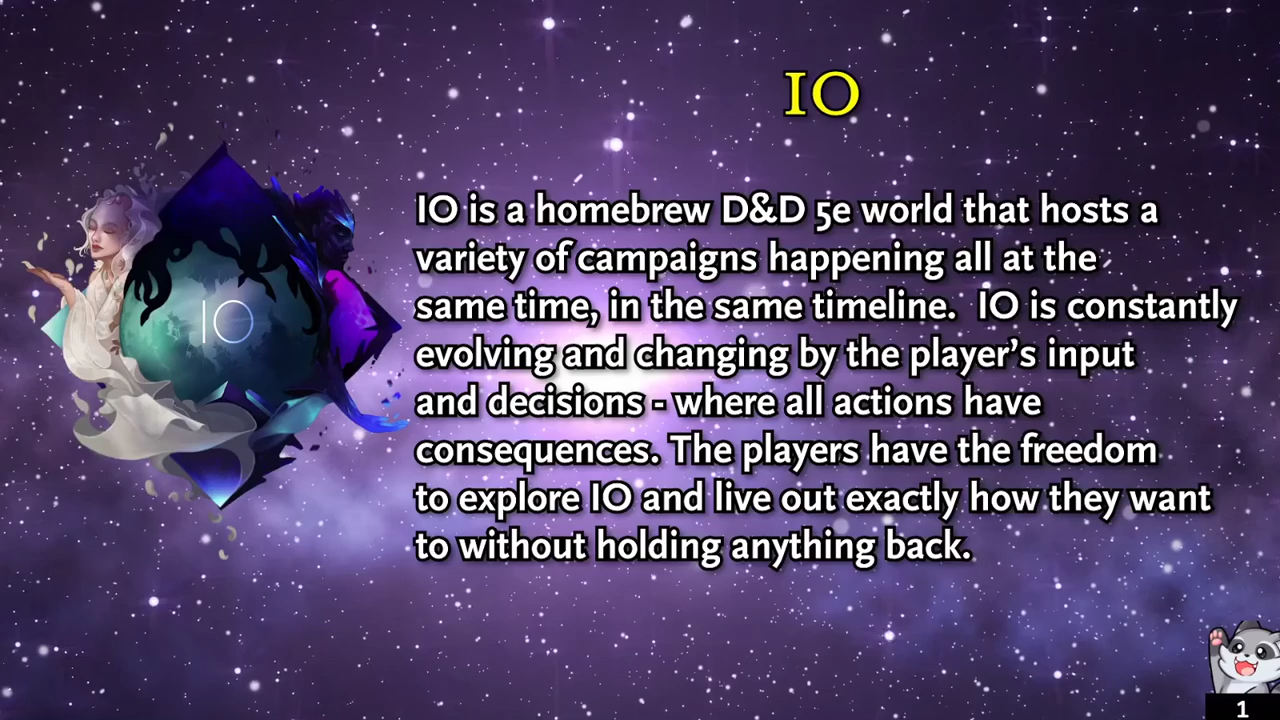 IO
IO
IO is a homebrew D&D 5e world that hosts a
variety of campaigns happening all at the
same time, in the same timeline.  IO is constantly
evolving and changing by the player’s input
and decisions - where all actions have
consequences. The players have the freedom
to explore IO and live out exactly how they want
to without holding anything back.
1